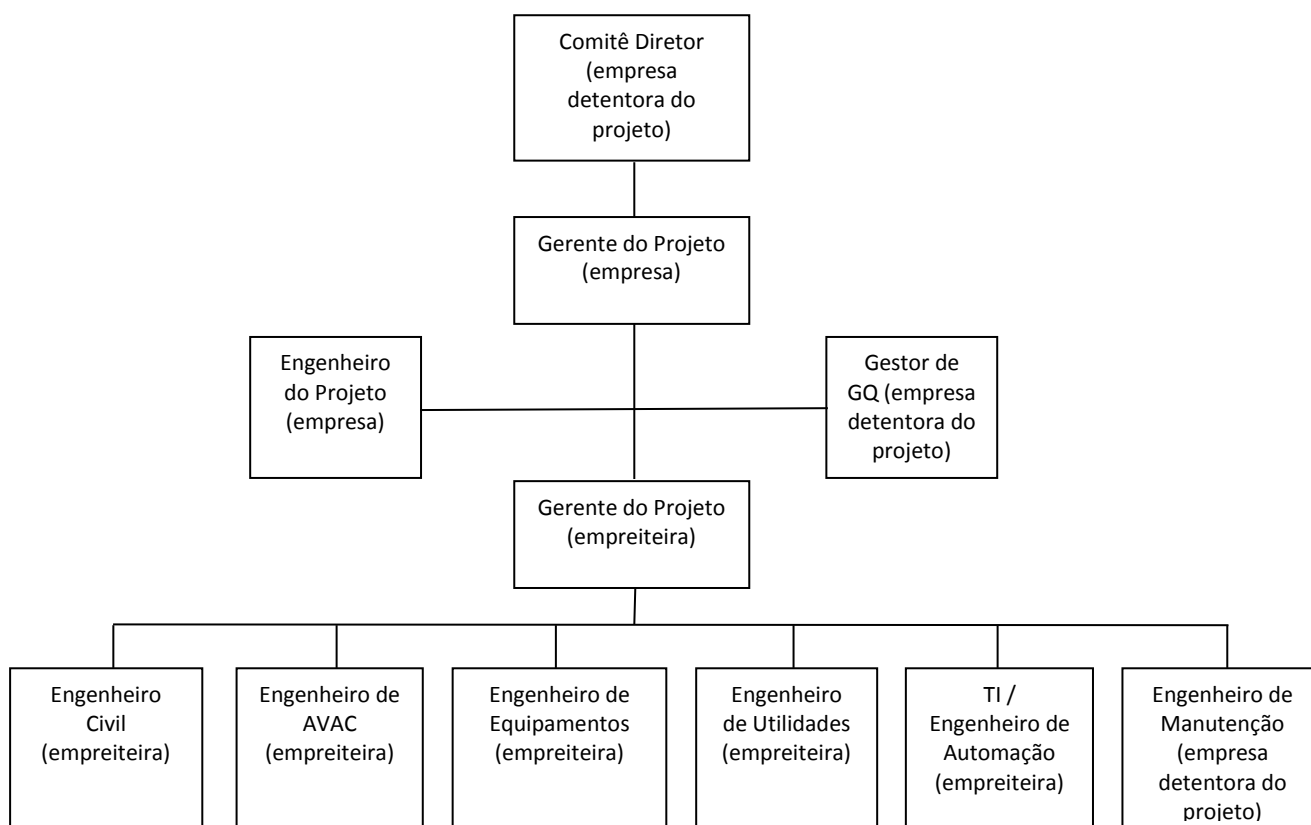 Comitê Diretor
(empresa
detentora do
projeto)
Gerente do Projeto
(empresa)
Engenheiro
do Projeto
(empresa)
Gestor de
GQ (empresa
detentora do
projeto)
Gerente do Projeto
(empreiteira)
Engenheiro
Civil
(empreiteira)
Engenheiro de
AVAC
(empreiteira)
Engenheiro de
Equipamentos
(empreiteira)
Engenheiro
de Utilidades
(empreiteira)
TI /
Engenheiro de
Automação
(empreiteira)
Engenheiro de
Manutenção
(empresa
detentora do
projeto)